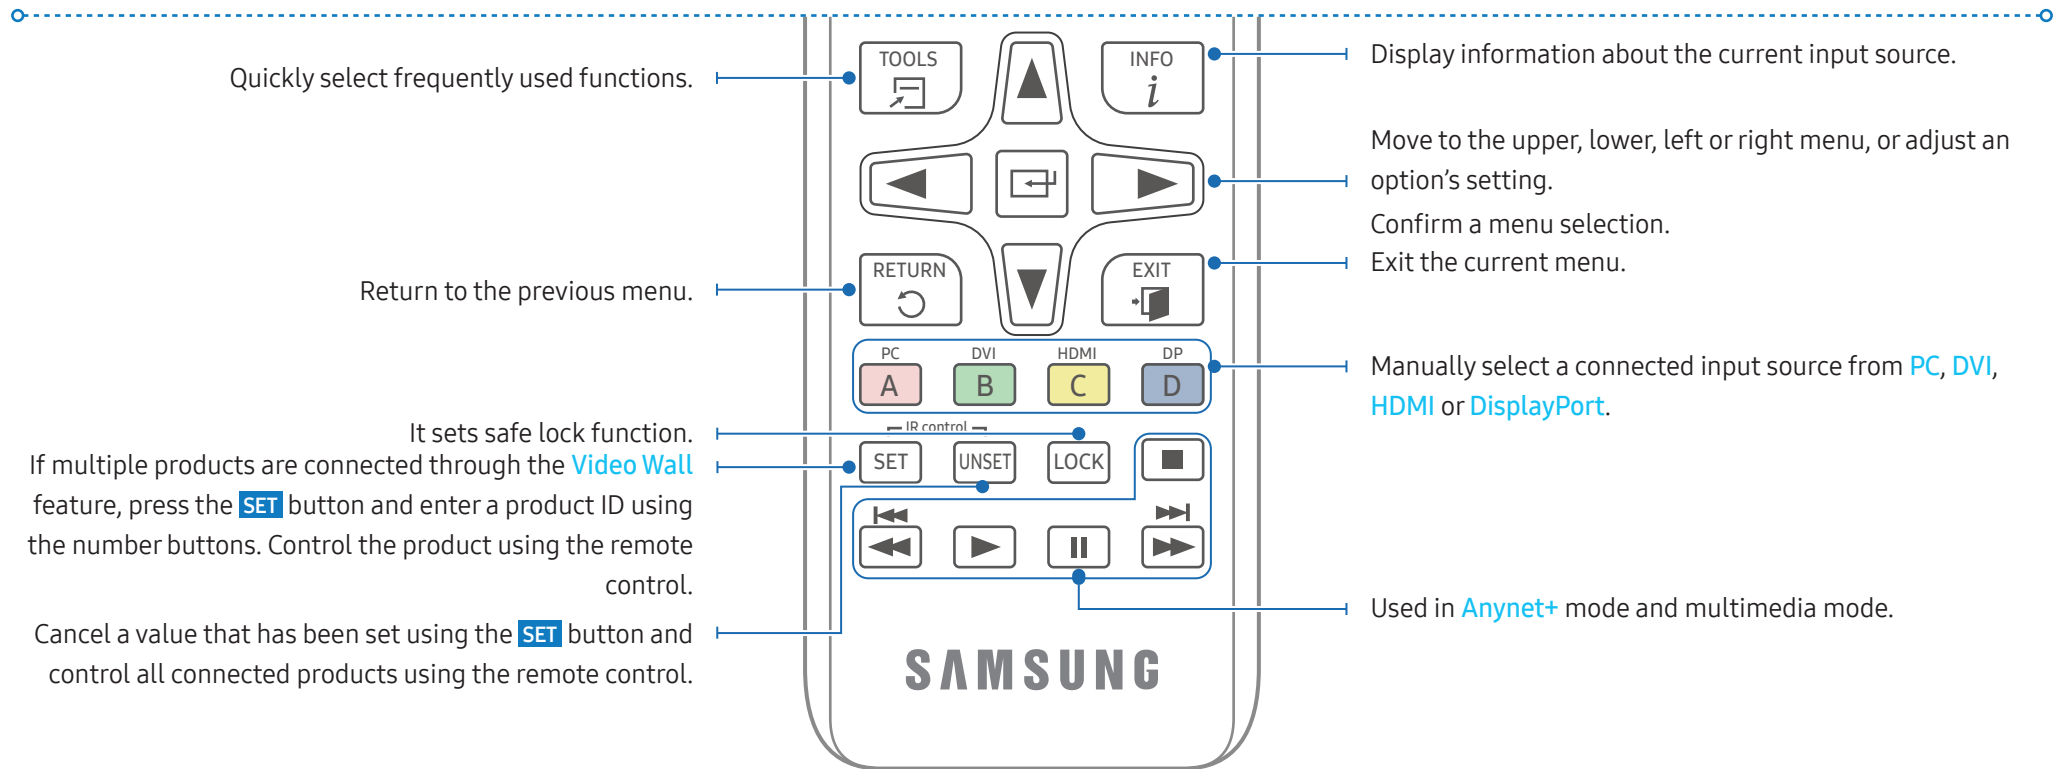 TOOLS
INFO
i
Quickly select frequently used functions.
Display information about the current input source.
Move to the upper, lower, left or right menu, or adjust an
option's setting.
Confirm a menu selection.
RETURN
EXIT
Return to the previous menu.
Exit the current menu.
PC DVI HDMI DP
A B C D
Manually select a connected input source from PC, DVI,
HDMI or DisplayPort.
IR control
SET UNSET LOCK
It sets safe lock function.
If multiple products are connected through the Video Wall
feature, press the SET button and enter a product ID using
the number buttons. Control the product using the remote
control.
Cancel a value that has been set using the SET button and
control all connected products using the remote control.
Used in Anynet+ mode and multimedia mode.
SAMSUNG